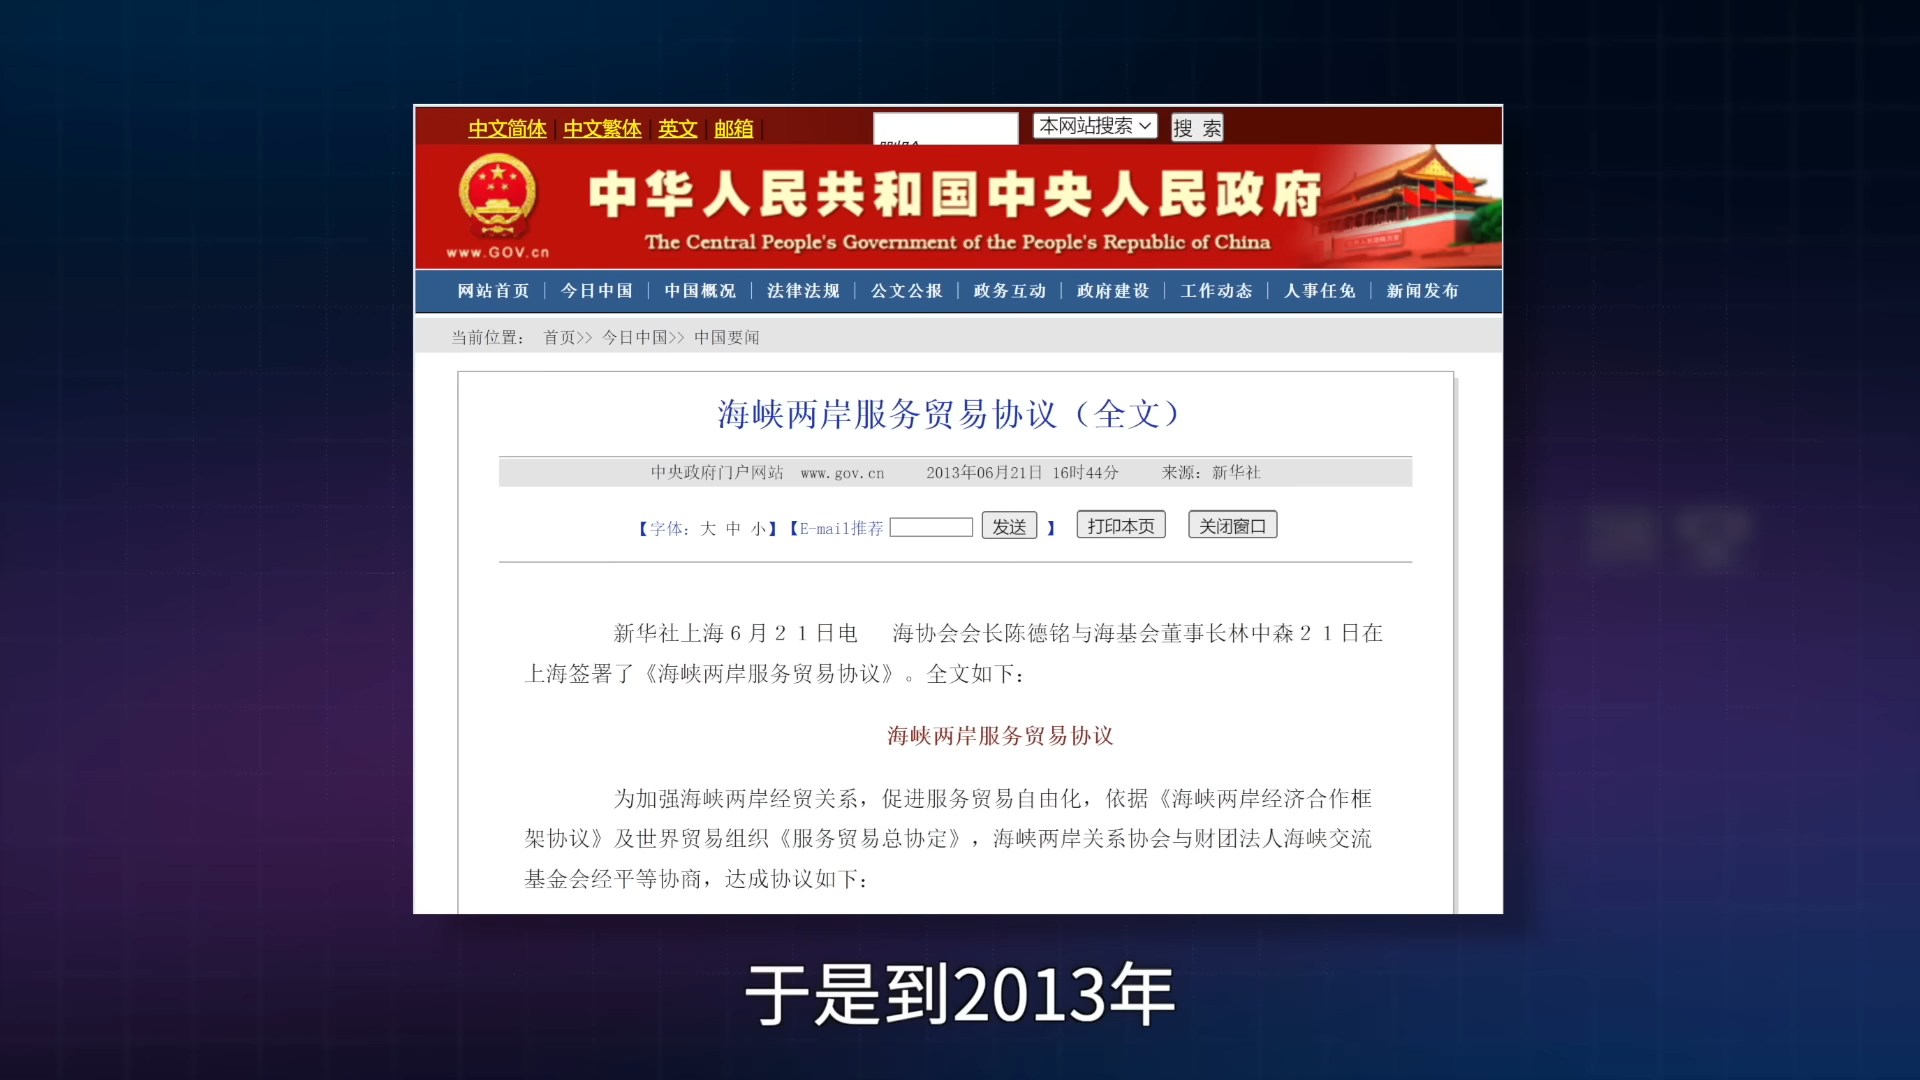 中文简体 | 中文繁体 | 英文 | 邮箱 |
本网站搜索 搜 索
中华人民共和国中央人民政府
www.GOV.cn
The Central People's Government of the People's Republic of China
网站首页 | 今日中国 | 中国概况 | 法律法规 | 公文公报 | 政务互动 | 政府建设 | 工作动态 | 人事任免 | 新闻发布
当前位置： 首页>> 今日中国>> 中国要闻
海峡两岸服务贸易协议（全文）
中央政府门户网站 www.gov.cn 2013年06月21日 16时44分 来源：新华社
【字体：大 中 小】【E-mail推荐 发送 】 打印本页 关闭窗口
新华社上海６月２１日电 海协会会长陈德铭与海基会董事长林中森２１日在
上海签署了《海峡两岸服务贸易协议》。全文如下：
海峡两岸服务贸易协议
为加强海峡两岸经贸关系，促进服务贸易自由化，依据《海峡两岸经济合作框
架协议》及世界贸易组织《服务贸易总协定》，海峡两岸关系协会与财团法人海峡交流
基金会经平等协商，达成协议如下：
于是到2013年